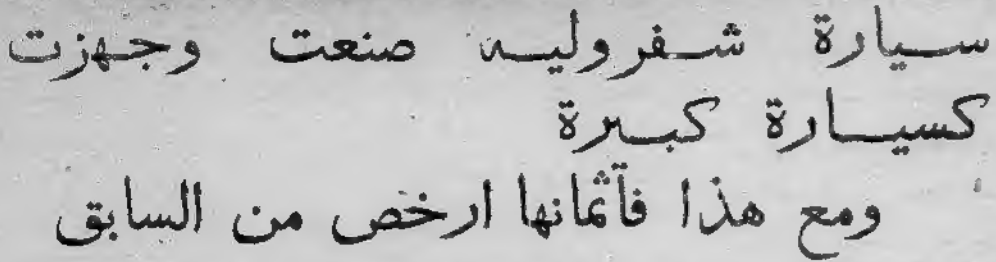 سيارة شفروليه صنعت وجهزت
كسيارة كبيرة
ومع هذا فأثمانها ارخص من السابق